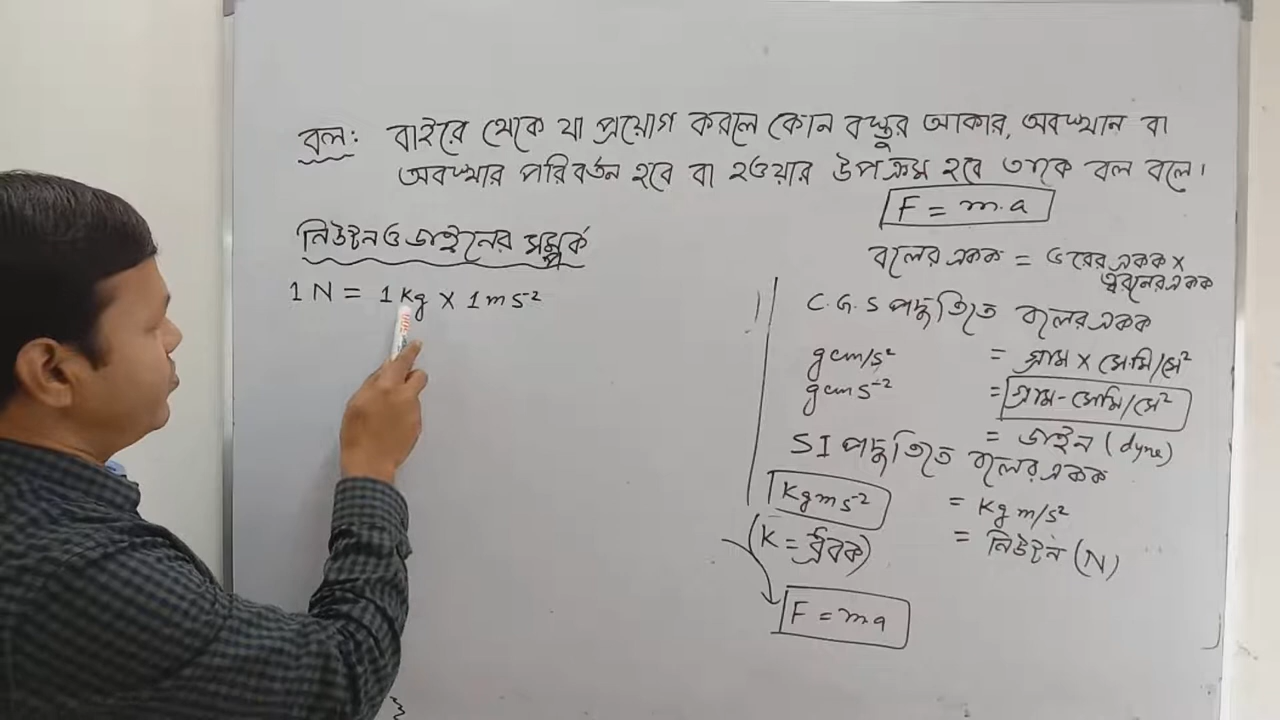 বল: বাইরে থেকে যা প্রয়োগ করলে কোন বস্তুর আকার, অবস্থান বা
অবস্থার পরিবর্তন হবে বা হওয়ার উপক্রম হবে তাকে বল বলে।
F = m.a
নিউটন ও ডাইনের সম্পর্ক
1 N = 1 Kg x 1 m s⁻²
বলের একক = ভরের একক x
ত্বরনের একক
C.G.S পদ্ধতিতে বলের একক
g cm/s² = গ্রাম x সেমি/সে²
g cm s⁻² = গ্রাম-সেমি/সে²
= ডাইন (dyne)
SI পদ্ধতিতে বলের একক
Kg m s⁻² = Kg m/s²
(K = ধ্রুবক) = নিউটন (N)
F = ma